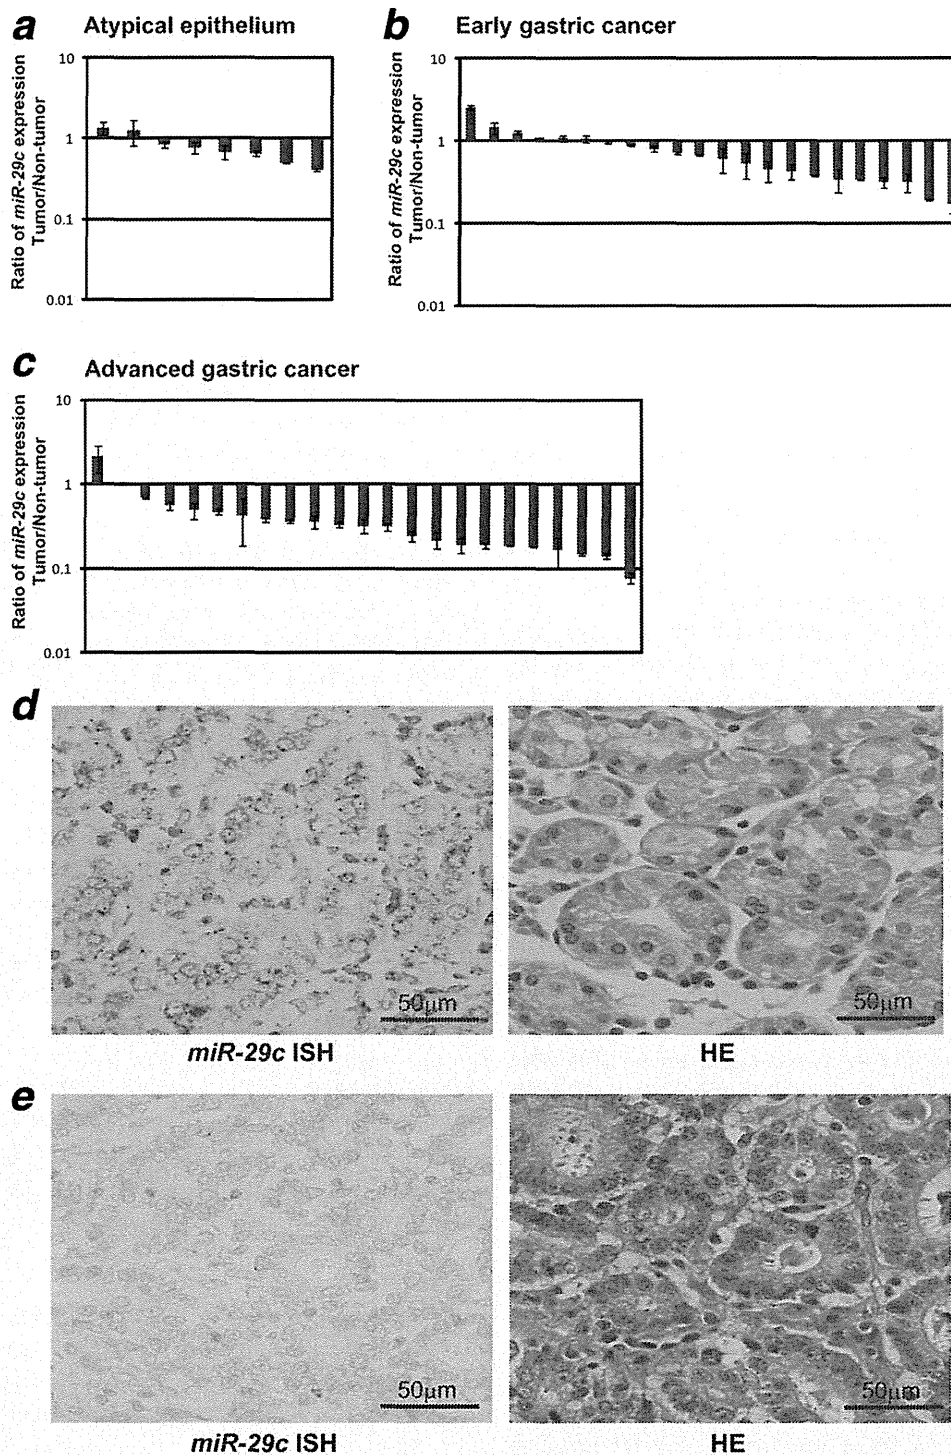 a Atypical epithelium
Ratio of miR-29c expression
Tumor/Non-tumor
10
1
0.1
0.01
b Early gastric cancer
Ratio of miR-29c expression
Tumor/Non-tumor
10
1
0.1
0.01
c Advanced gastric cancer
Ratio of miR-29c expression
Tumor/Non-tumor
10
1
0.1
0.01
d
50μm
50μm
miR-29c ISH
HE
e
50μm
50μm
miR-29c ISH
HE